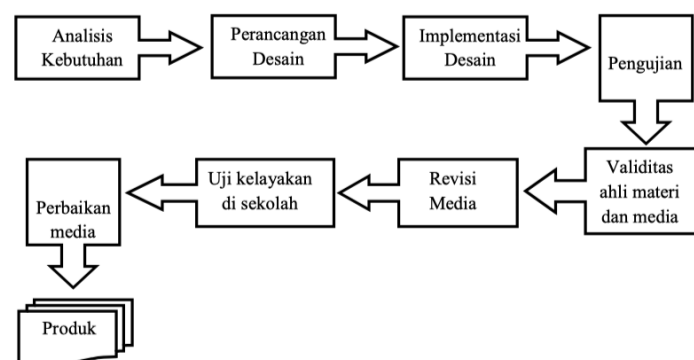 Analisis
Kebutuhan
Perancangan
Desain
Implementasi
Desain
Pengujian
Validitas
ahli materi
dan media
Revisi
Media
Uji kelayakan
di sekolah
Perbaikan
media
Produk